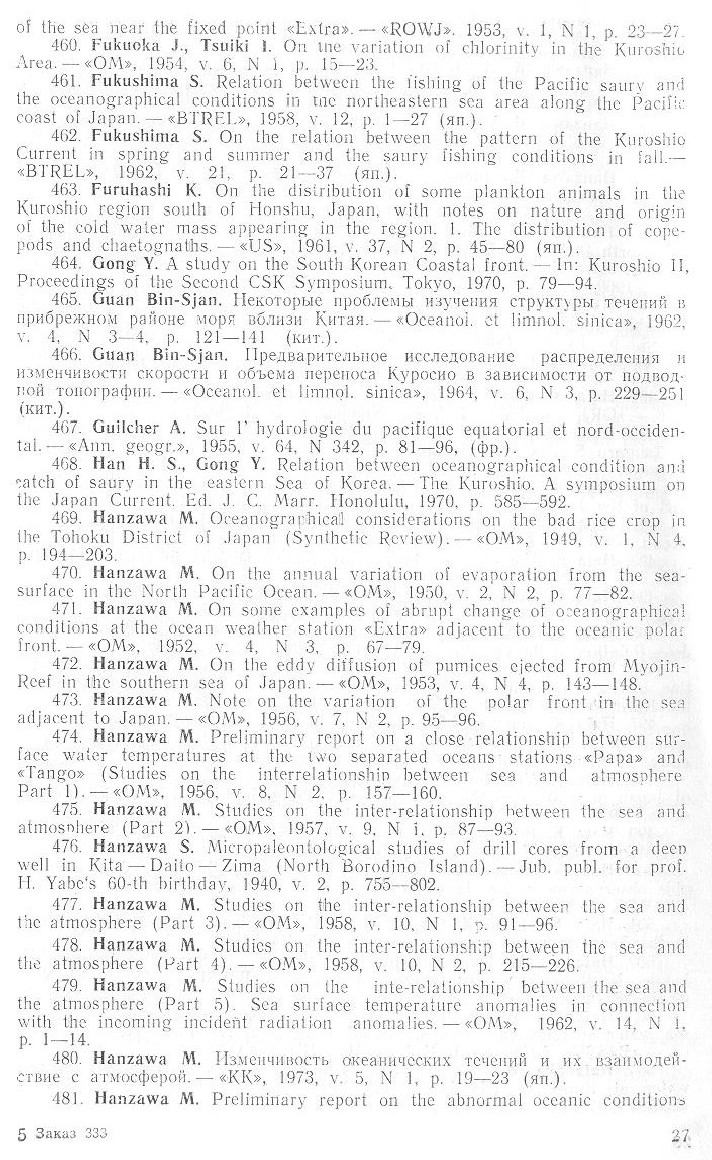 of the sea near the fixed point «Extra». — «ROWJ». 1953, v. 1, N 1, p. 23—27.
460. Fukuoka J., Tsuiki I. On the variation of chlorinity in the Kuroshio
Area. — «OM», 1954, v. 6, N 1, p. 15—23.
461. Fukushima S. Relation between the fishing of the Pacific saury and
the oceanographical conditions in the northeastern sea area along the Pacific
coast of Japan. — «BTREL», 1958, v. 12, p. 1—27 (яп.).
462. Fukushima S. On the relation between the pattern of the Kuroshio
Current in spring and summer and the saury fishing conditions in fall.—
«BTREL», 1962, v. 21, p. 21—37 (яп.).
463. Furuhashi K. On the distribution of some plankton animals in the
Kuroshio region south of Honshu, Japan, with notes on nature and origin
of the cold water mass appearing in the region. 1. The distribution of cope-
pods and chaetognaths. — «US», 1961, v. 37, N 2, p. 45—80 (яп.).
464. Gong Y. A study on the South Korean Coastal front. — In: Kuroshio II,
Proceedings of the Second CSK Symposium. Tokyo, 1970, p. 79—94.
465. Guan Bin-Sjan. Некоторые проблемы изучения структуры течений в
прибрежном районе моря вблизи Китая. — «Oceanol. et limnol. sinica», 1962,
v. 4, N 3—4, p. 121—141 (кит.).
466. Guan Bin-Sjan. Предварительное исследование распределения и
изменчивости скорости и объема переноса Куросио в зависимости от подвод-
ной топографии. — «Oceanol. et limnol. sinica», 1964, v. 6, N 3, p. 229—251
(кит.).
467. Guilcher A. Sur l' hydrologie du pacifique equatorial et nord-occiden-
tal. — «Ann. geogr.», 1955, v. 64, N 342, p. 81—96, (фр.).
468. Han H. S., Gong Y. Relation between oceanographical condition and
catch of saury in the eastern Sea of Korea. — The Kuroshio. A symposium on
the Japan Current. Ed. J. C. Marr. Honolulu, 1970, p. 585—592.
469. Hanzawa M. Oceanographical considerations on the bad rice crop in
the Tohoku District of Japan (Synthetic Review). — «OM», 1949, v. 1, N 4,
p. 194—203.
470. Hanzawa M. On the annual variation of evaporation from the sea-
surface in the North Pacific Ocean. — «OM», 1950, v. 2, N 2, p. 77—82.
471. Hanzawa M. On some examples of abrupt change of oceanographical
conditions at the ocean weather station «Extra» adjacent to the oceanic polar
front. — «OM», 1952, v. 4, N 3, p. 67—79.
472. Hanzawa M. On the eddy diffusion of pumices ejected from Myojin-
Reef in the southern sea of Japan. — «OM», 1953, v. 4, N 4, p. 143—148.
473. Hanzawa M. Note on the variation of the polar front in the sea
adjacent to Japan. — «OM», 1956, v. 7, N 2, p. 95—96.
474. Hanzawa M. Preliminary report on a close relationship between sur-
face water temperatures at the two separated oceans stations «Papa» and
«Tango» (Studies on the interrelationship between sea and atmosphere
Part 1). — «OM», 1956. v. 8, N 2, p. 157—160.
475. Hanzawa M. Studies on the inter-relationship between the sea and
atmosphere (Part 2). — «OM», 1957, v. 9, N 1, p. 87—93.
476. Hanzawa S. Micropaleontological studies of drill cores from a deep
well in Kita — Daito — Zima (North Borodino Island). — Jub. publ. for prof.
H. Yabe's 60-th birthday, 1940, v. 2, p. 755—802.
477. Hanzawa M. Studies on the inter-relationship between the sea and
the atmosphere (Part 3). — «OM», 1958, v. 10, N 1, p. 91—96.
478. Hanzawa M. Studies on the inter-relationship between the sea and
the atmosphere (Part 4). — «OM», 1958, v. 10, N 2, p. 215—226.
479. Hanzawa M. Studies on the inte-relationship between the sea and
the atmosphere (Part 5). Sea surface temperature anomalies in connection
with the incoming incident radiation anomalies. — «OM», 1962, v. 14, N 1,
p. 1—14.
480. Hanzawa M. Изменчивость океанических течений и их взаимодей-
ствие с атмосферой. — «КК», 1973, v. 5, N 1, p. 19—23 (яп.).
481. Hanzawa M. Preliminary report on the abnormal oceanic conditions
5 Заказ 333
27